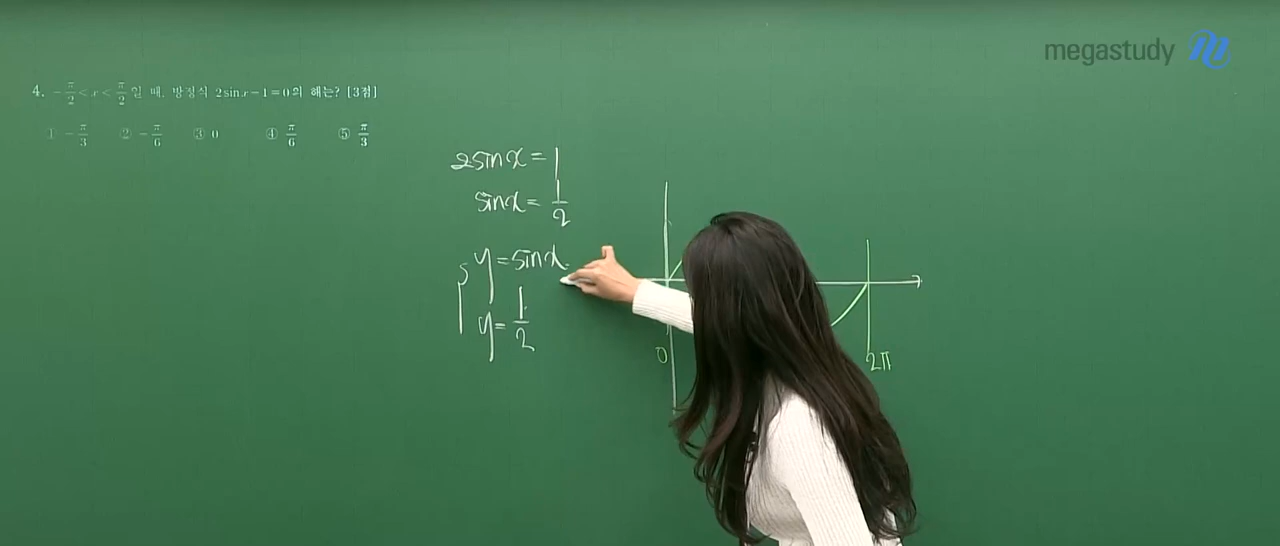 megastudy
4. -π/2 < x < π/2 일 때, 방정식 2sin x-1=0의 해는? [3점]
① -π/3 ② -π/6 ③ 0 ④ π/6 ⑤ π/3
2sinx = 1
sinx = 1/2
y = sinx.
y = 1/2
0
2π